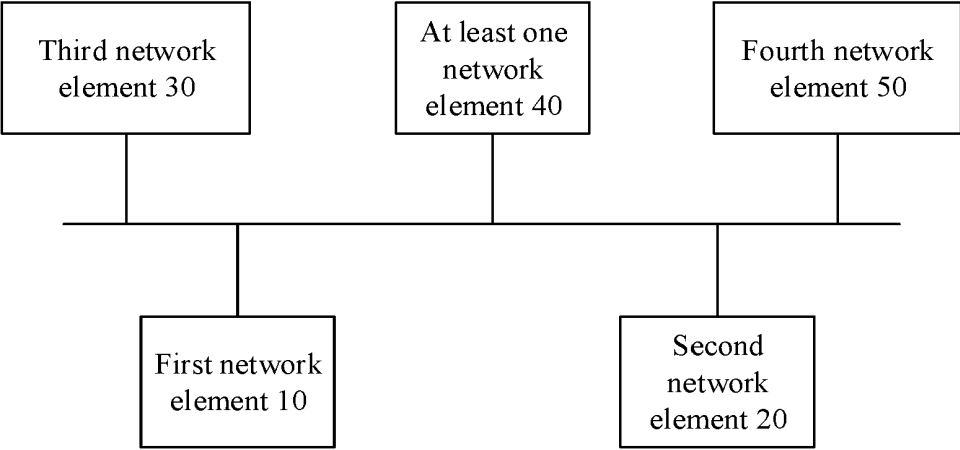 Third network
element 30
At least one
network
element 40
Fourth network
element 50
First network
element 10
Second
network
element 20